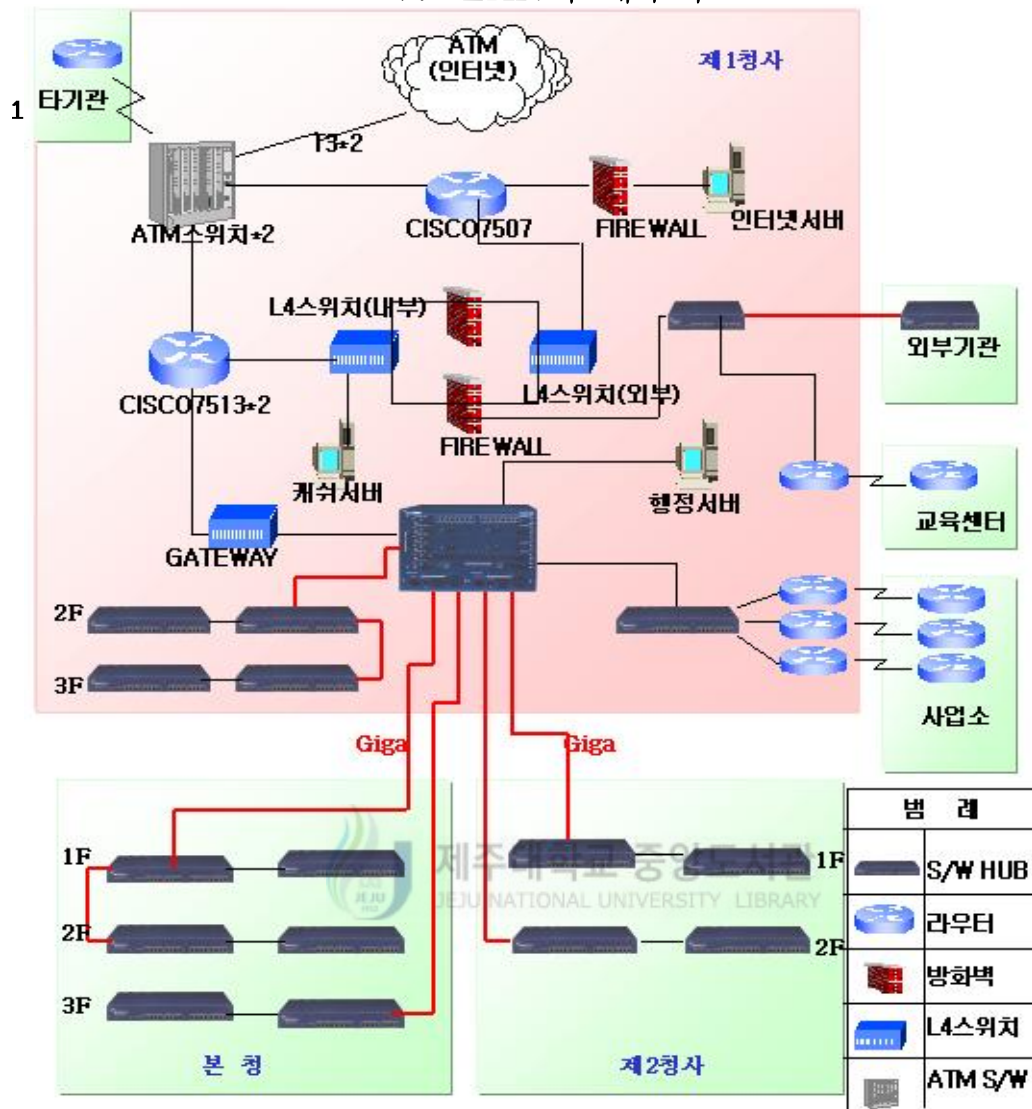 ATM
(인터넷)
제1청사
1
타기관
T3*2
ATM스위치*2
CISCO7507
FIREWALL
인터넷서버
L4스위치(내부)
외부기관
CISCO7513*2
L4스위치(외부)
FIREWALL
캐쉬서버
행정서버
교육센터
GATEWAY
2F
3F
사업소
Giga
Giga
범 례
1F
제주대학교 중앙도서관
JEJU NATIONAL UNIVERSITY LIBRARY
1F
S/W HUB
2F
2F
라우터
방화벽
3F
L4스위치
본 청
제2청사
ATM S/W